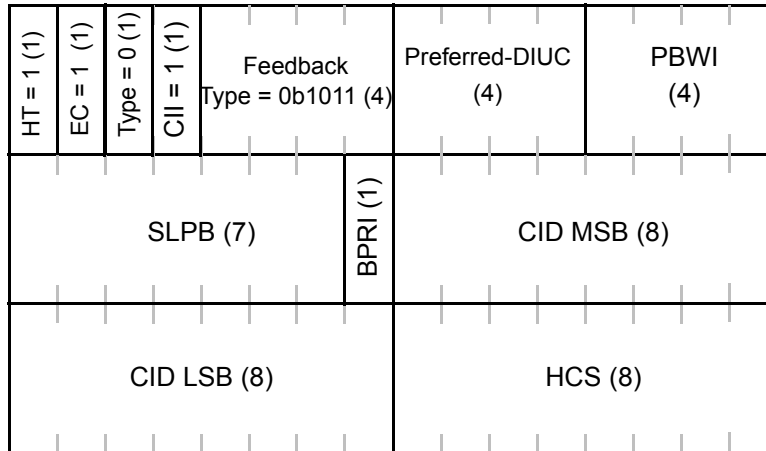 HT = 1 (1)
EC = 1 (1)
Type = 0 (1)
CII = 1 (1)
Feedback
Type = 0b1011 (4)
Preferred-DIUC
(4)
PBWI
(4)
SLPB (7)
BPRI (1)
CID MSB (8)
CID LSB (8)
HCS (8)